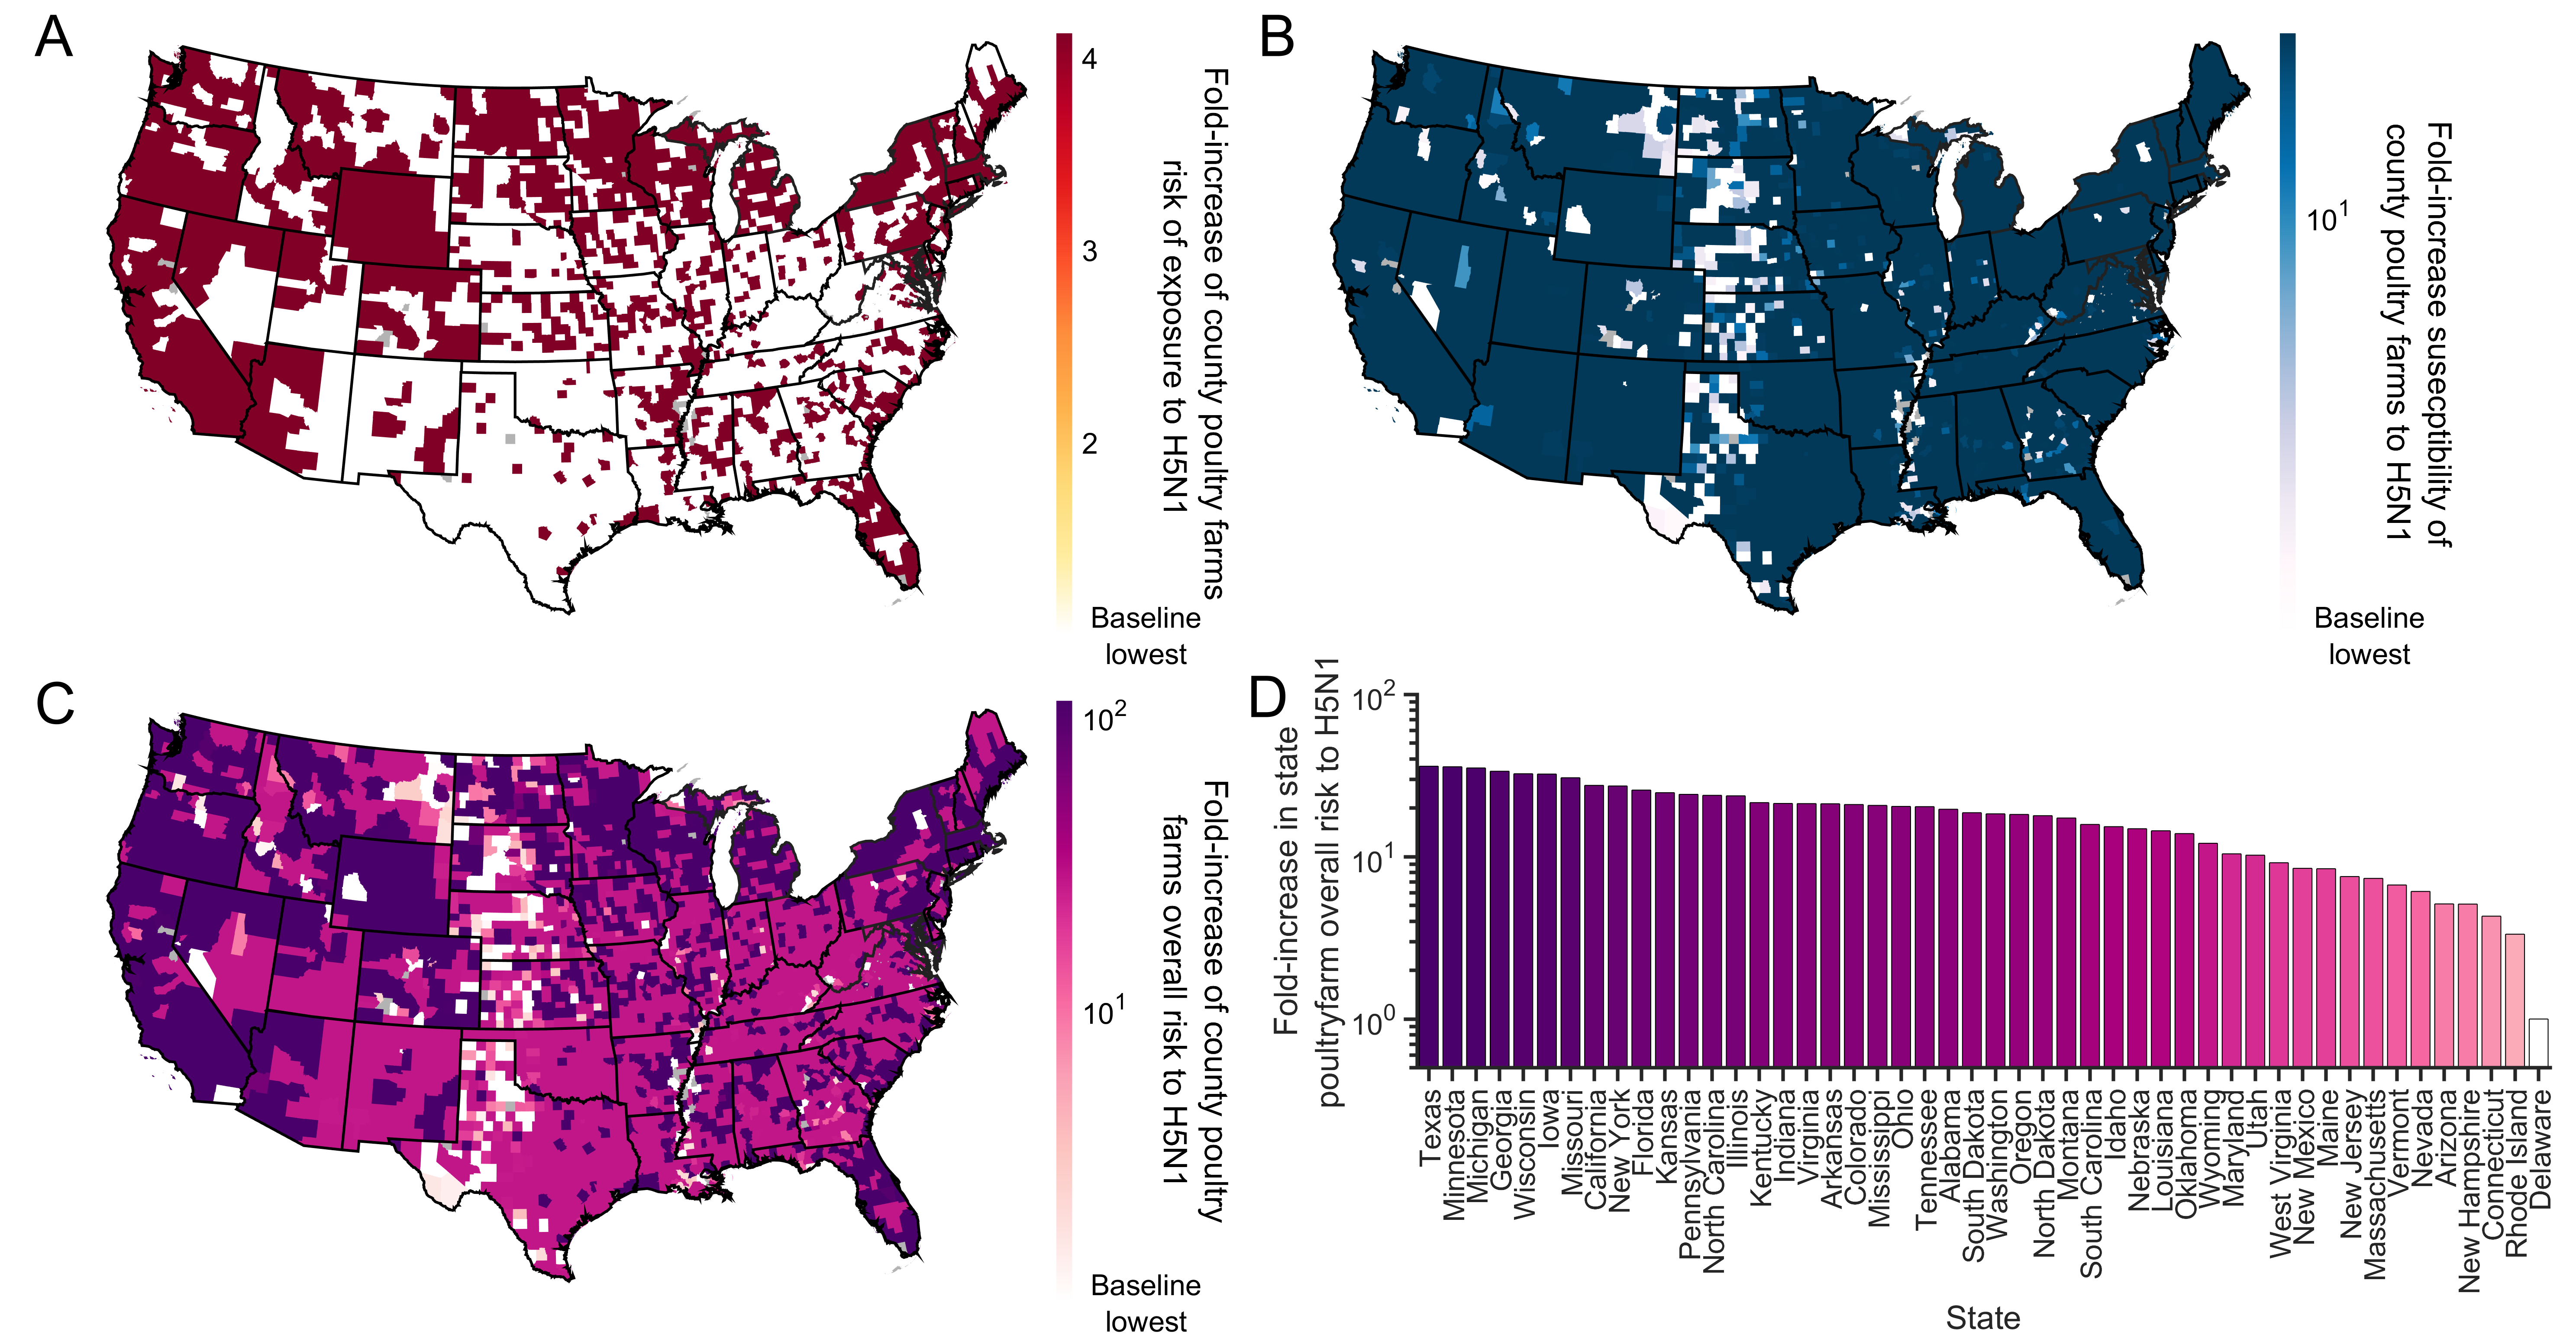 A
4
3
2
Baseline
lowest
Fold-increase of county poultry farms
risk of exposure to H5N1
B
10^1
Baseline
lowest
Fold-increase susecptibility of
county poultry farms to H5N1
C
10^2
10^1
Baseline
lowest
Fold-increase of county poultry
farms overall risk to H5N1
D
Fold-increase in state
poultryfarm overall risk to H5N1
10^2
10^1
10^0
Texas
Minnesota
Michigan
Georgia
Wisconsin
Iowa
Missouri
California
New York
Florida
Kansas
Pennsylvania
North Carolina
Illinois
Kentucky
Indiana
Virginia
Arkansas
Colorado
Mississippi
Ohio
Tennessee
Alabama
South Dakota
Washington
Oregon
North Dakota
Montana
South Carolina
Idaho
Nebraska
Louisiana
Oklahoma
Wyoming
Maryland
Utah
West Virginia
New Mexico
Maine
New Jersey
Massachusetts
Vermont
Nevada
Arizona
New Hampshire
Connecticut
Rhode Island
Delaware
State